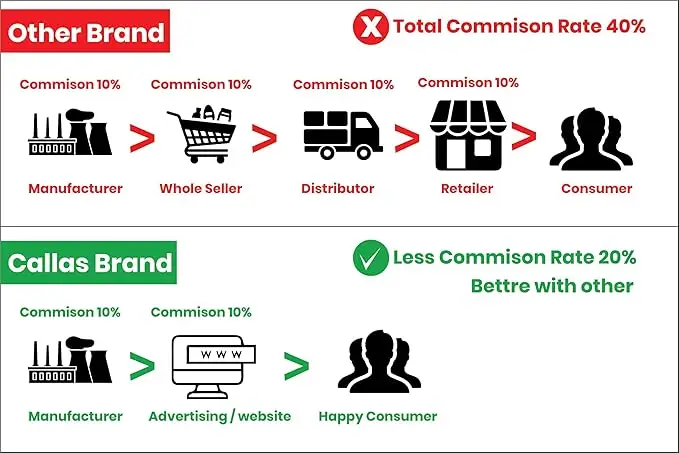 Other Brand
X Total Commison Rate 40%
Commison 10% Commison 10% Commison 10% Commison 10%
> > > >
Manufacturer Whole Seller Distributor Retailer Consumer
Callas Brand
Less Commison Rate 20%
Bettre with other
Commison 10% Commison 10%
WWW
> >
Manufacturer Advertising / website Happy Consumer